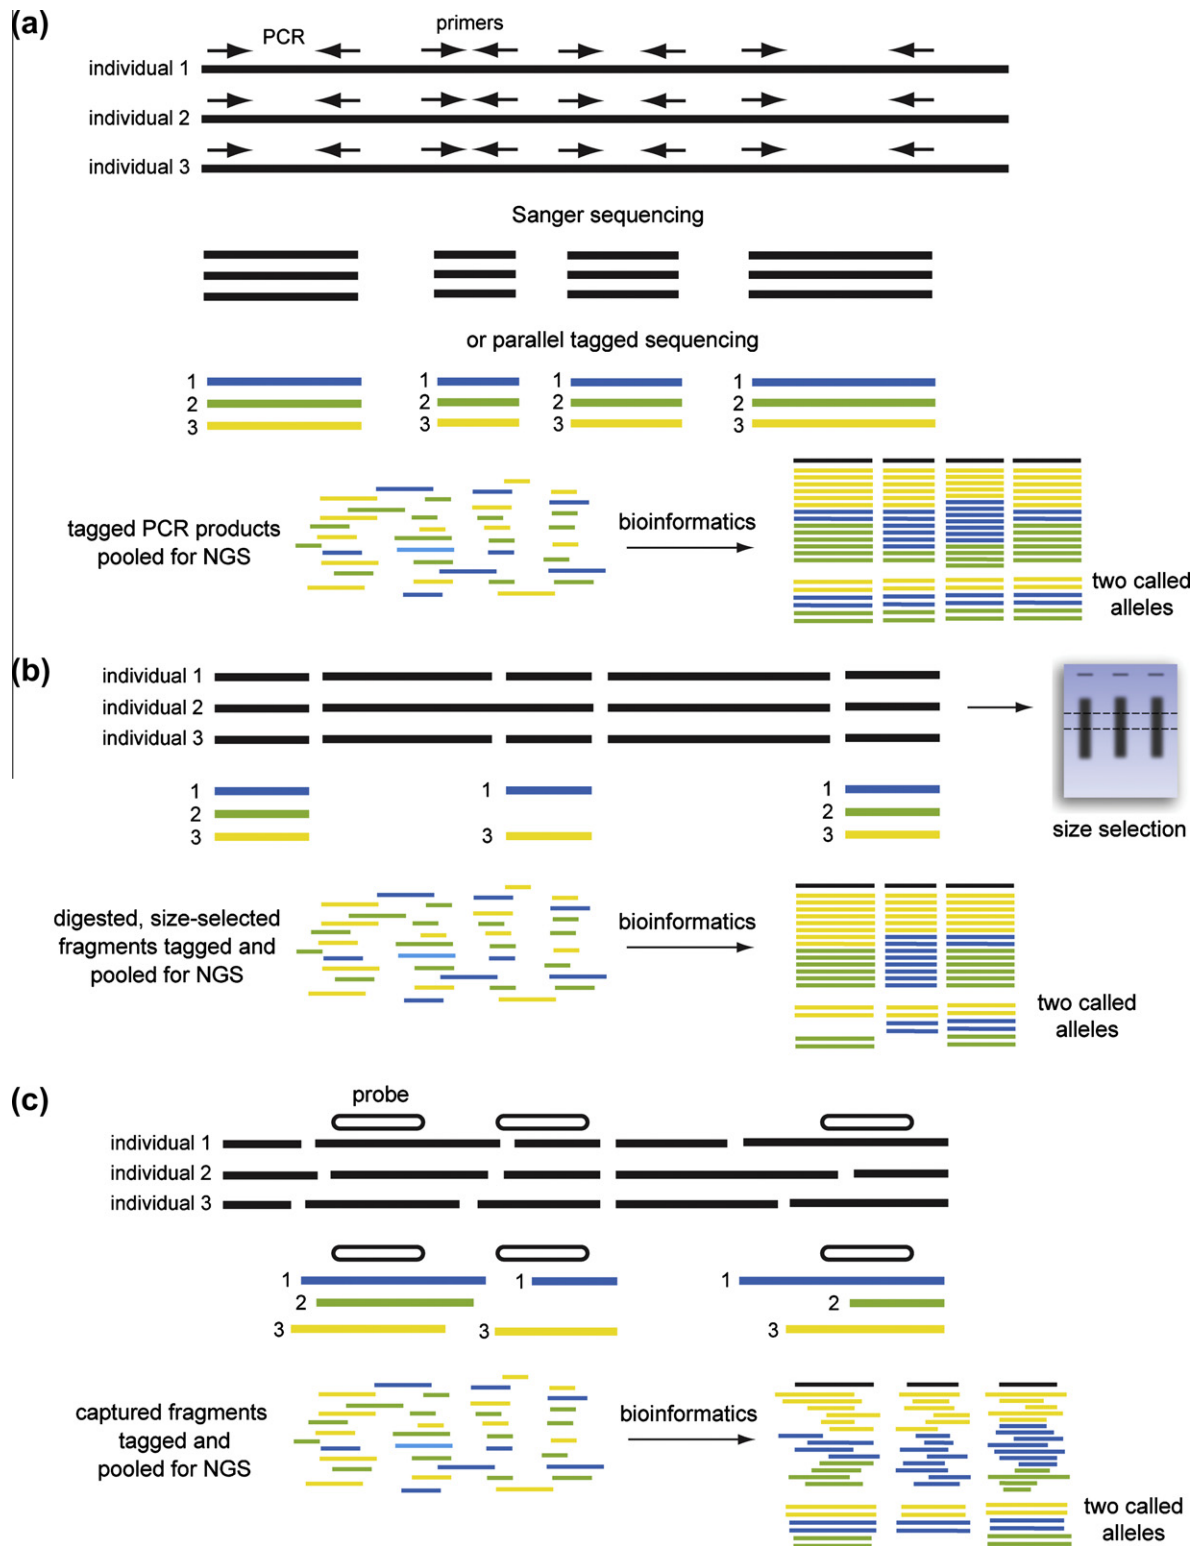 (a)
PCR
primers
individual 1
individual 2
individual 3
Sanger sequencing
or parallel tagged sequencing
1 1 1 1
2 2 2 2
3 3 3 3
tagged PCR products
pooled for NGS
bioinformatics
two called
alleles
(b)
individual 1
individual 2
individual 3
1 1 1
2 2
3 3 3
size selection
digested, size-selected
fragments tagged and
pooled for NGS
bioinformatics
two called
alleles
(c)
probe
individual 1
individual 2
individual 3
1 1 1
2 2
3 3 3
captured fragments
tagged and
pooled for NGS
bioinformatics
two called
alleles